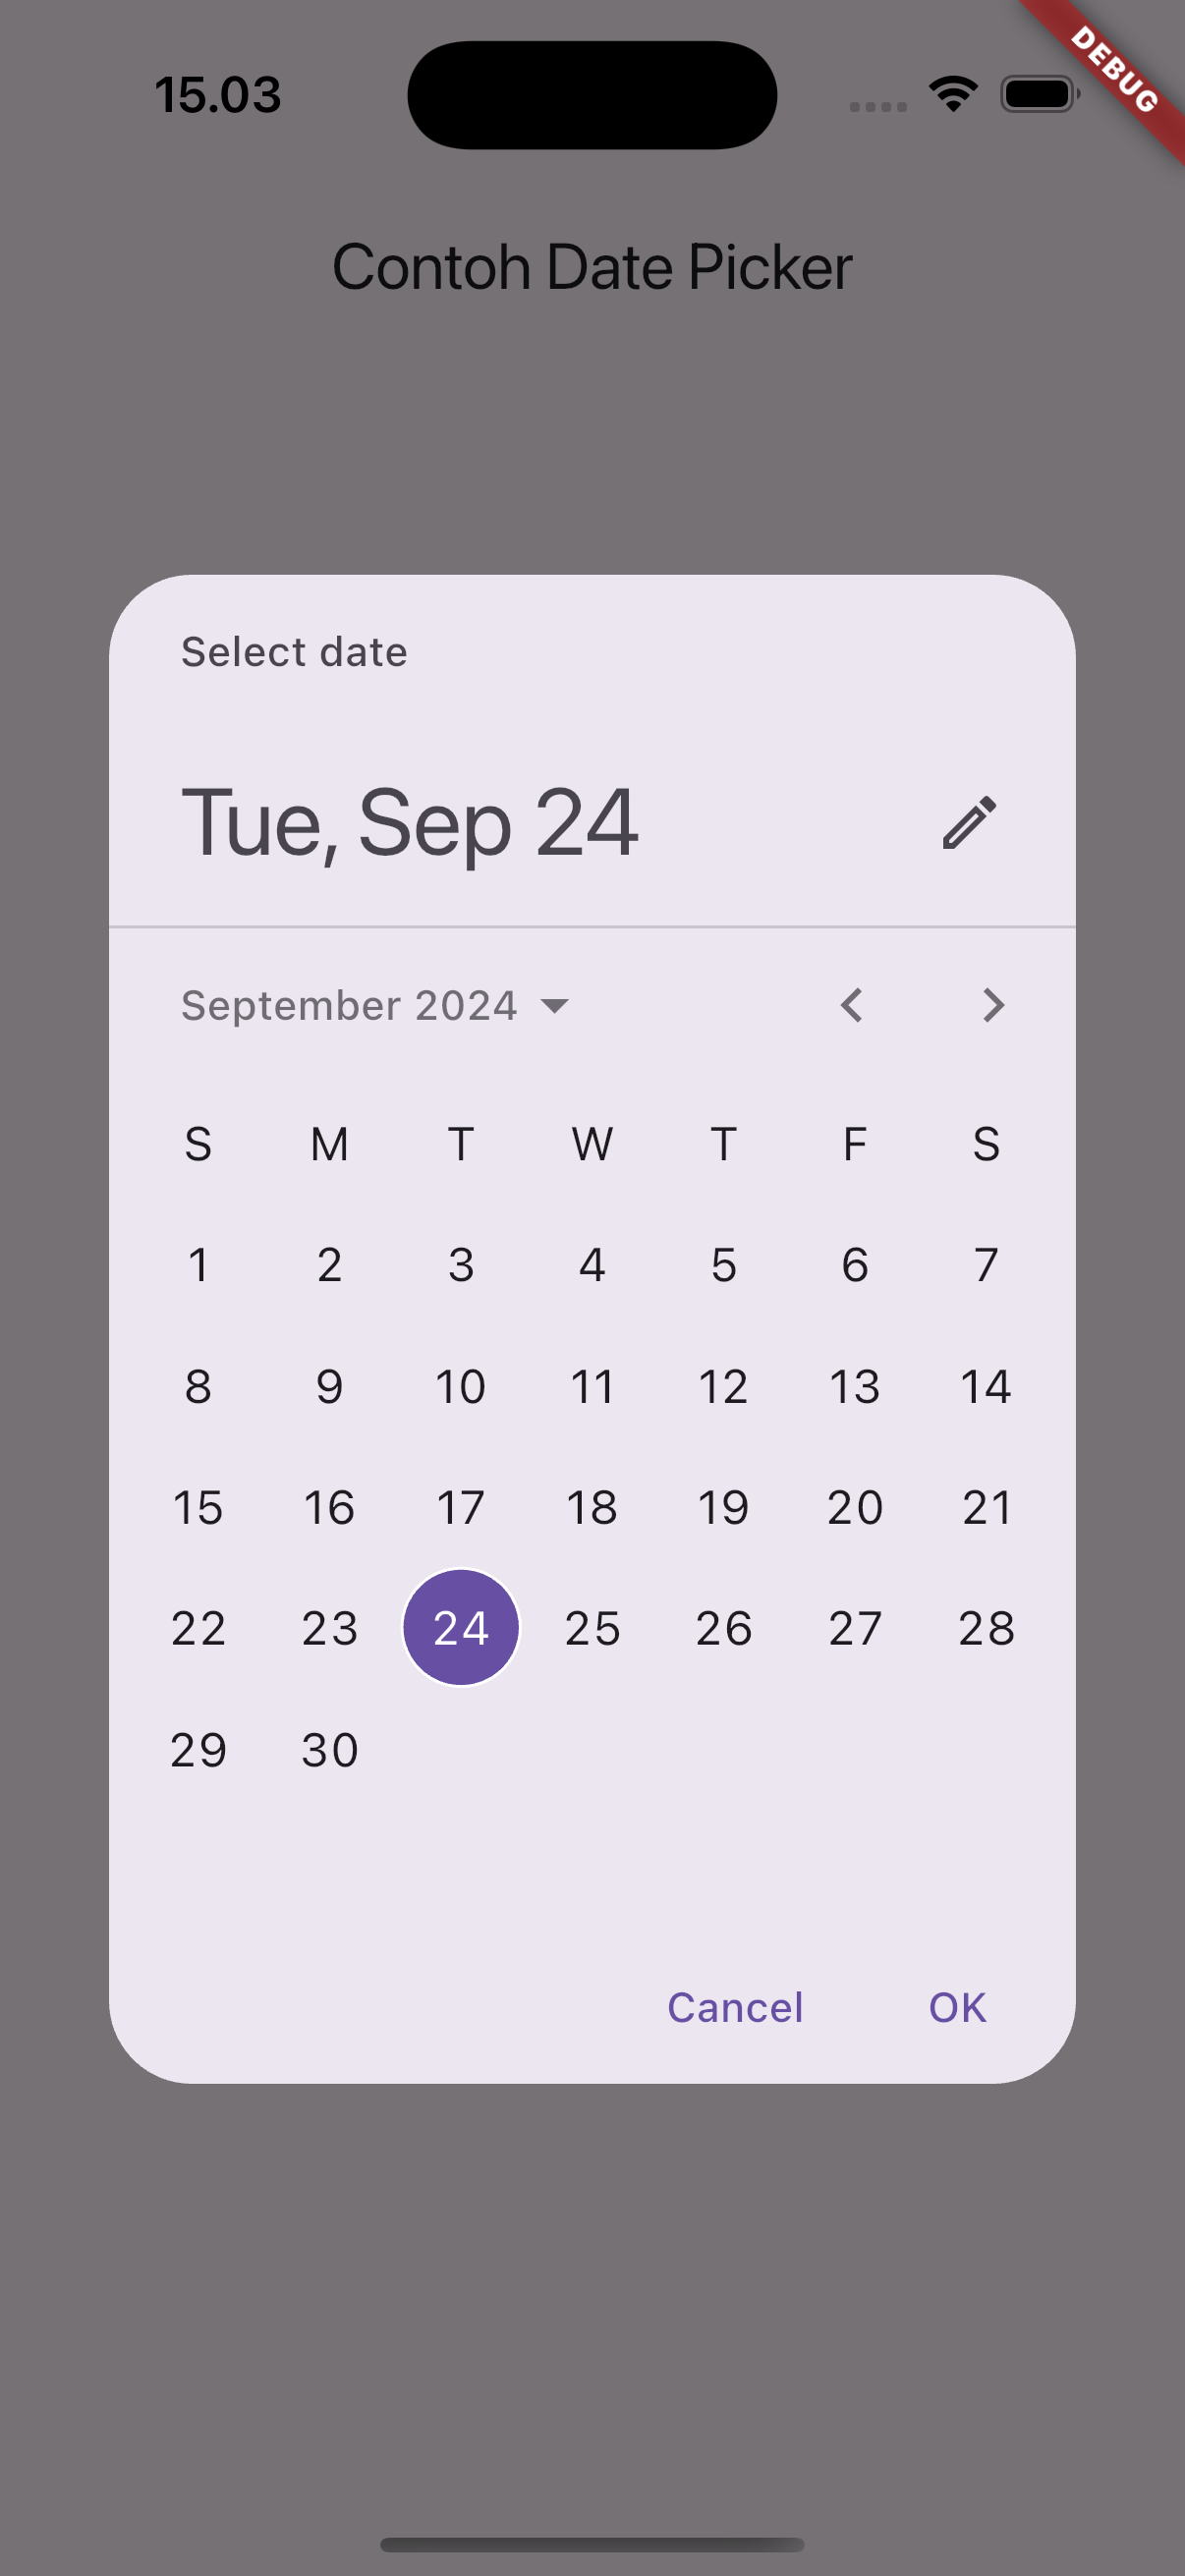 15.03
DEBUG
Contoh Date Picker
Select date
Tue, Sep 24
September 2024
S M T W T F S
1 2 3 4 5 6 7
8 9 10 11 12 13 14
15 16 17 18 19 20 21
22 23 24 25 26 27 28
29 30
Cancel OK